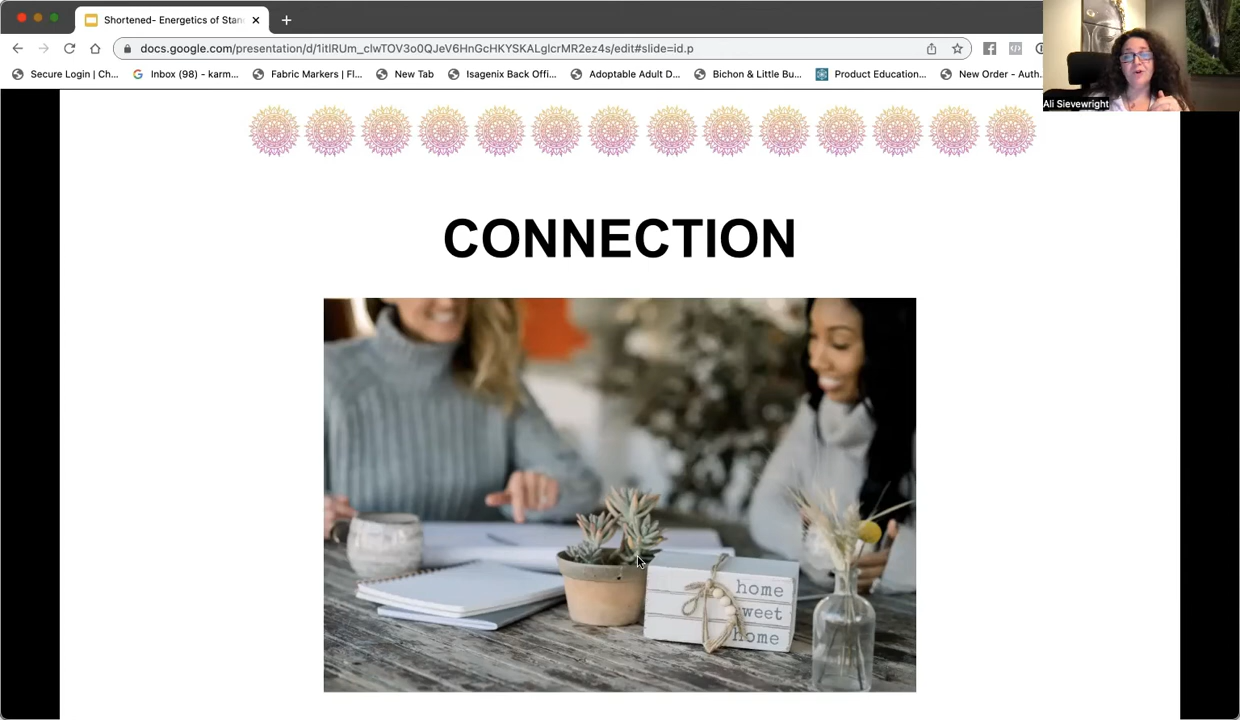 Shortened- Energetics of Stan
docs.google.com/presentation/d/1itlRUm_clwTOV3o0QJeV6HnGcHKYSKALglcrMR2ez4s/edit#slide=id.p
Secure Login | Ch... Inbox (98) - karm... Fabric Markers | Fl... New Tab Isagenix Back Offi... Adoptable Adult D... Bichon & Little Bu... Product Education... New Order - Auth...
Ali Sievewright
CONNECTION
home
sweet
home